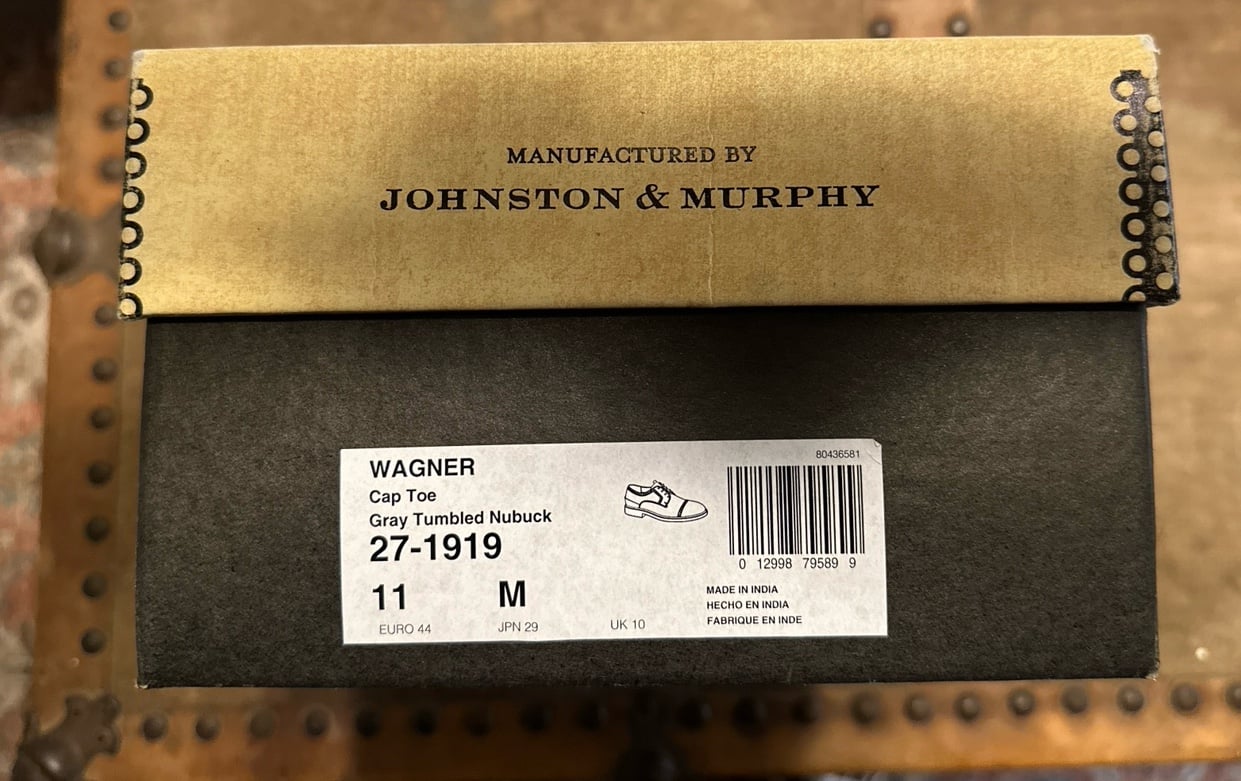 MANUFACTURED BY
JOHNSTON & MURPHY
WAGNER
Cap Toe
Gray Tumbled Nubuck
27-1919
11 M
EURO 44 JPN 29 UK 10
80436581
0 12998 79589 9
MADE IN INDIA
HECHO EN INDIA
FABRIQUE EN INDE